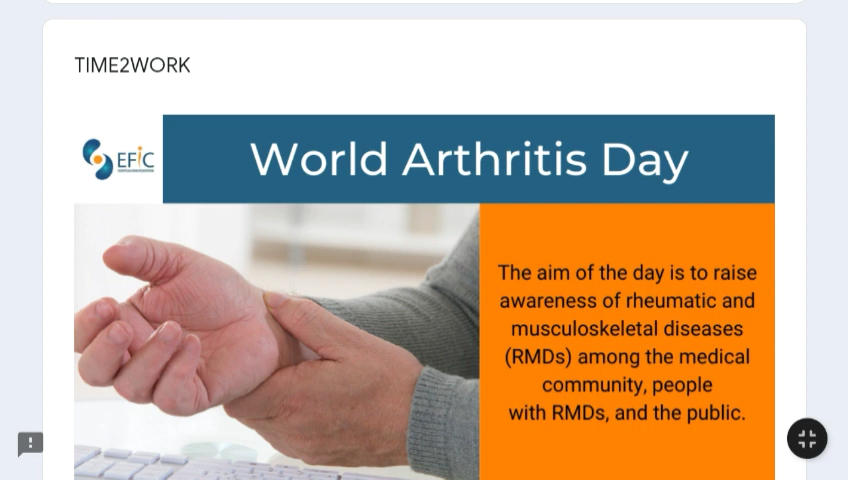 TIME2WORK
EFIC
World Arthritis Day
The aim of the day is to raise
awareness of rheumatic and
musculoskeletal diseases
(RMDs) among the medical
community, people
with RMDs, and the public.